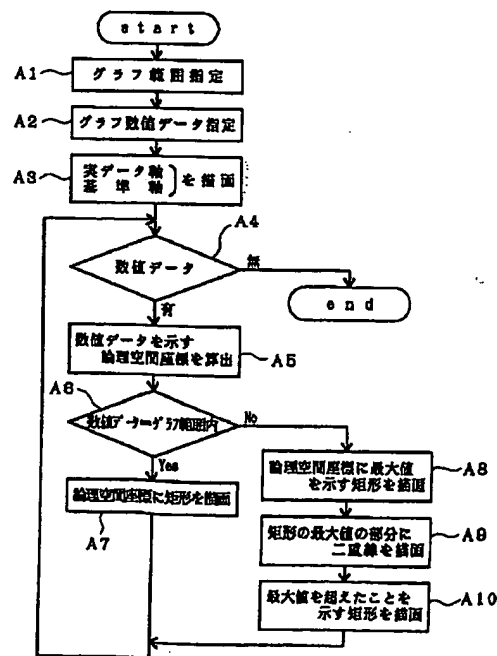 start
A1
グラフ範囲指定
A2
グラフ数値データ指定
A3
実データ軸
基準軸
を描画
A4
数値データ
無
end
有
数値データを示す
論理空間座標を算出
A5
A6
数値データ=グラフ範囲内
No
Yes
論理空間座標に矩形を描画
A7
論理空間座標に最大値
を示す矩形を描画
A8
矩形の最大値の部分に
二重線を描画
A9
最大値を超えたことを
示す矩形を描画
A10